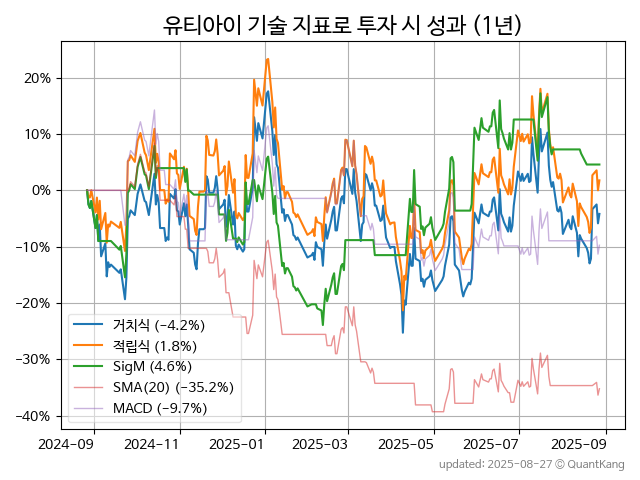 유티아이 기술 지표로 투자 시 성과 (1년)
20%
10%
0%
−10%
−20%
−30%
−40%
거치식 (−4.2%)
적립식 (1.8%)
SigM (4.6%)
SMA(20) (−35.2%)
MACD (−9.7%)
2024-09 2024-11 2025-01 2025-03 2025-05 2025-07 2025-09
updated: 2025-08-27 © QuantKang